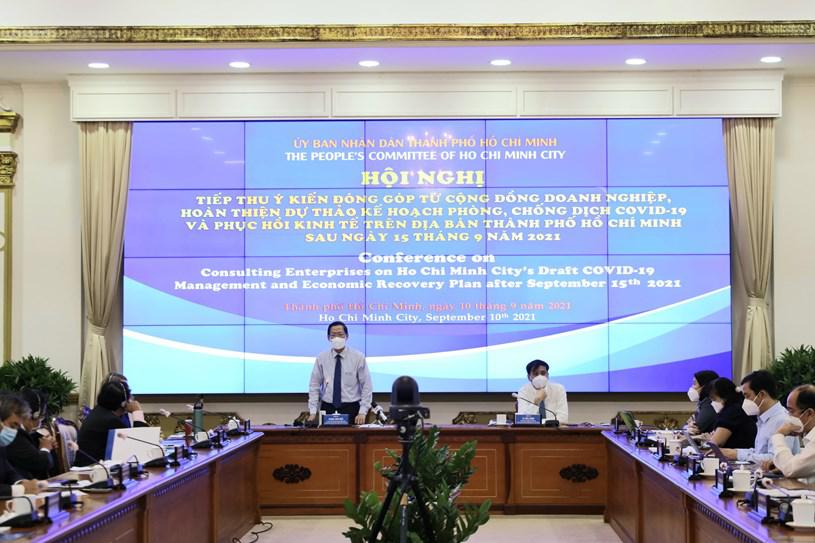 ỦY BAN NHÂN DÂN THÀNH PHỐ HỒ CHÍ MINH
THE PEOPLE'S COMMITTEE OF HO CHI MINH CITY
HỘI NGHỊ
TIẾP THU Ý KIẾN ĐÓNG GÓP TỪ CỘNG ĐỒNG DOANH NGHIỆP,
HOÀN THIỆN DỰ THẢO KẾ HOẠCH PHÒNG, CHỐNG DỊCH COVID-19
VÀ PHỤC HỒI KINH TẾ TRÊN ĐỊA BÀN THÀNH PHỐ HỒ CHÍ MINH
SAU NGÀY 15 THÁNG 9 NĂM 2021
Conference on
Consulting Enterprises on Ho Chi Minh City's Draft COVID-19
Management and Economic Recovery Plan after September 15th 2021
Thành phố Hồ Chí Minh, ngày 10 tháng 9 năm 2021
Ho Chi Minh City, September 10th 2021